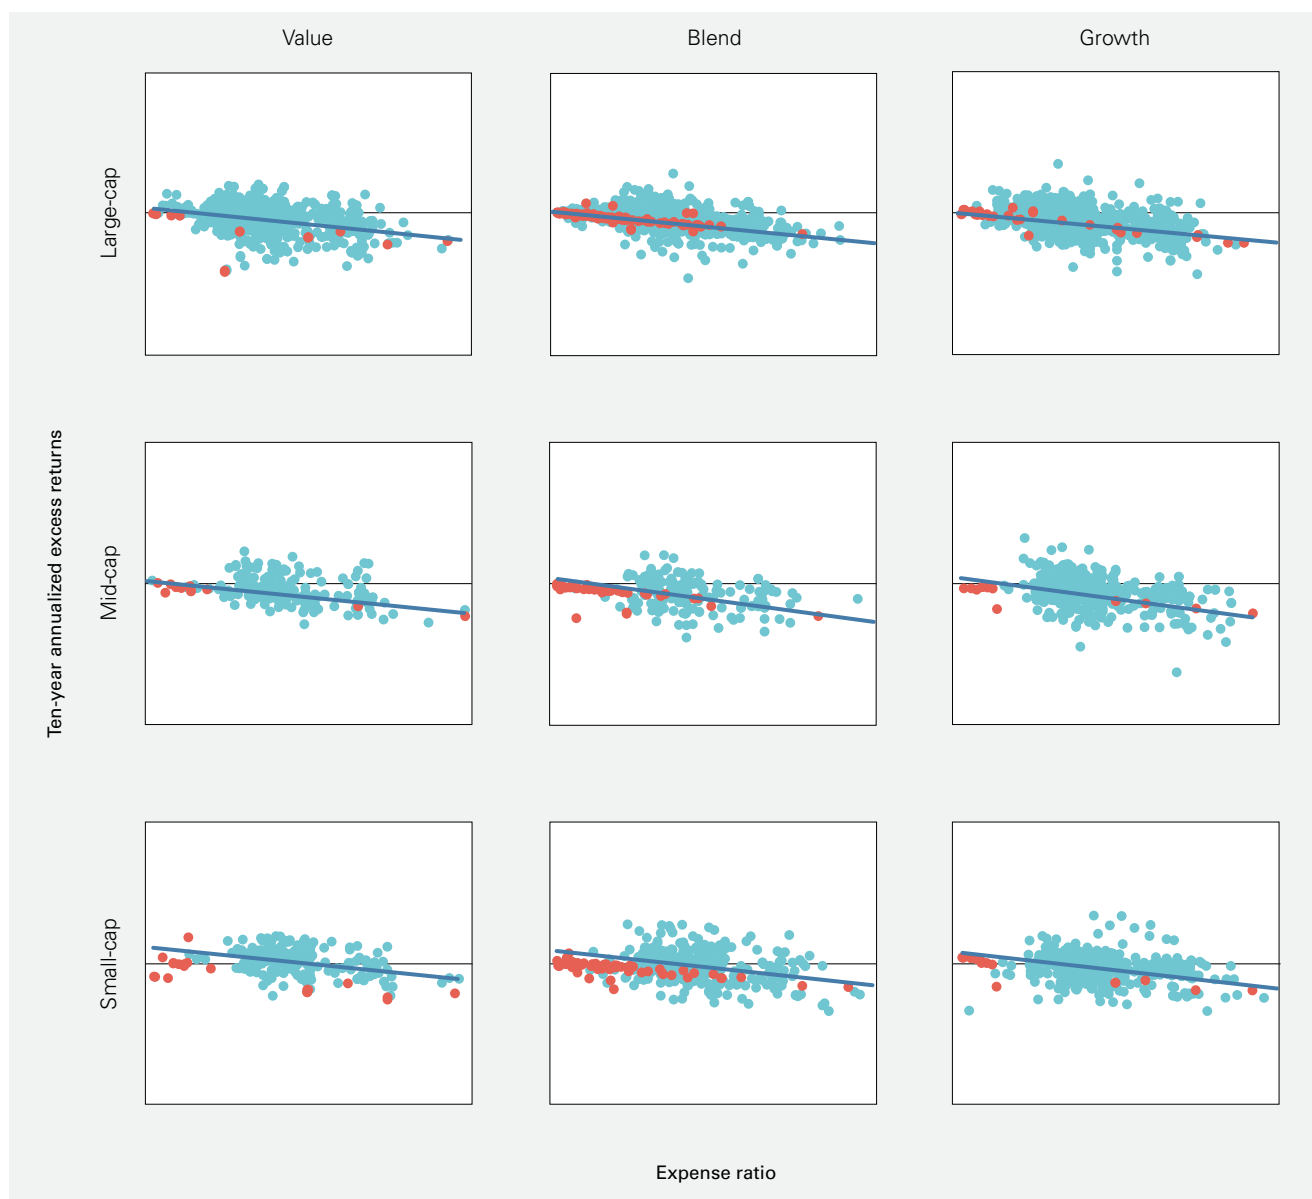 Value
Blend
Growth
Large-cap
Mid-cap
Small-cap
Ten-year annualized excess returns
Expense ratio